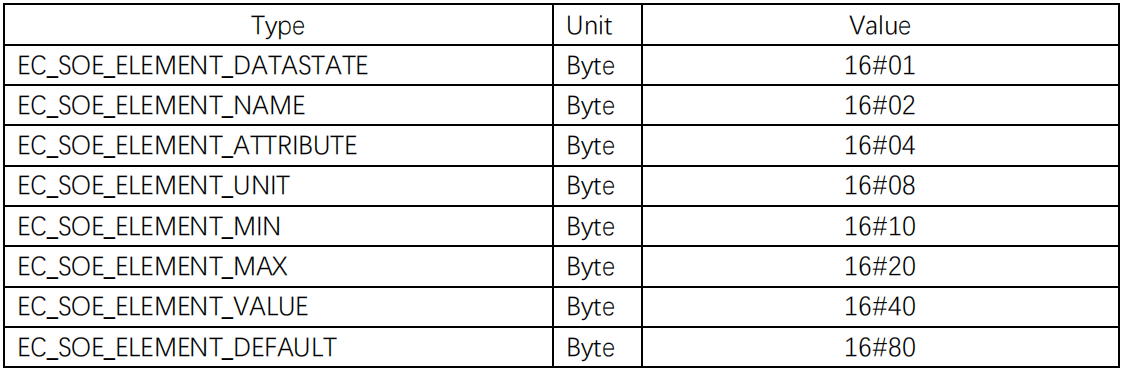 Type Unit Value
EC_SOE_ELEMENT_DATASTATE Byte 16#01
EC_SOE_ELEMENT_NAME Byte 16#02
EC_SOE_ELEMENT_ATTRIBUTE Byte 16#04
EC_SOE_ELEMENT_UNIT Byte 16#08
EC_SOE_ELEMENT_MIN Byte 16#10
EC_SOE_ELEMENT_MAX Byte 16#20
EC_SOE_ELEMENT_VALUE Byte 16#40
EC_SOE_ELEMENT_DEFAULT Byte 16#80